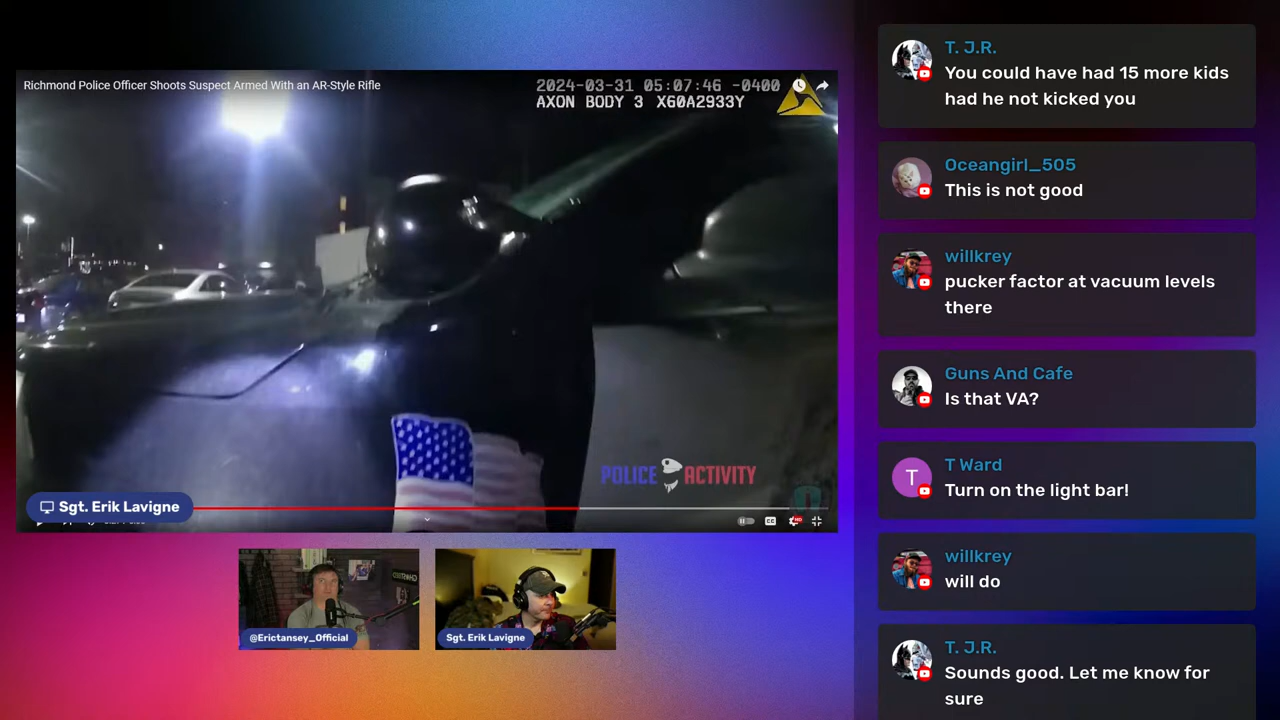 Richmond Police Officer Shoots Suspect Armed With an AR-Style Rifle
2024-03-31 05:07:46 -0400
AXON BODY 3 X60A2933Y
POLICE ACTIVITY
Sgt. Erik Lavigne
@Erictansey_Official
Sgt. Erik Lavigne
T. J.R.
You could have had 15 more kids
had he not kicked you
Oceangirl_505
This is not good
willkrey
pucker factor at vacuum levels
there
Guns And Cafe
Is that VA?
T
T Ward
Turn on the light bar!
willkrey
will do
T. J.R.
Sounds good. Let me know for
sure